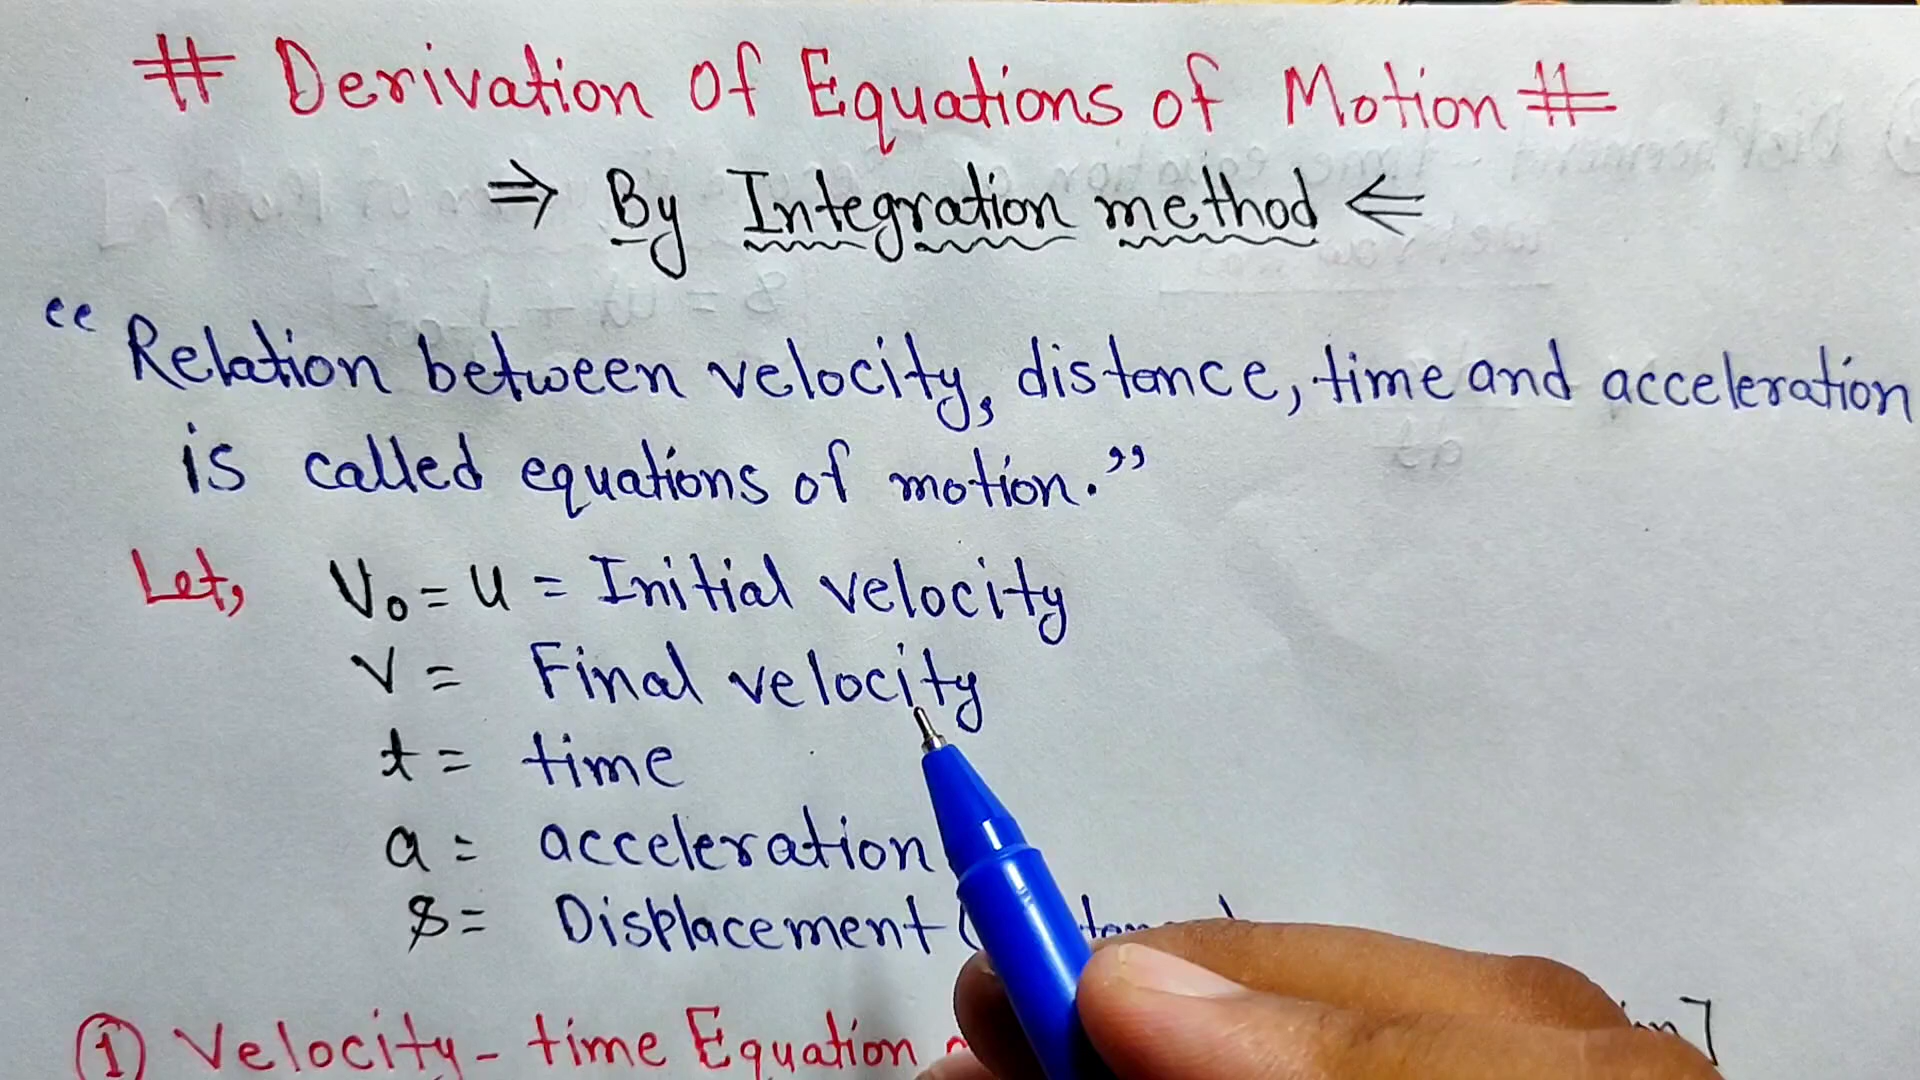 # Derivation Of Equations of Motion #
⇒ By Integration method ⇐
“Relation between velocity, distance, time and acceleration
is called equations of motion.”
Let, V₀ = u = Initial velocity
v = Final velocity
t = time
a = acceleration
S = Displacement (
① Velocity - time Equation